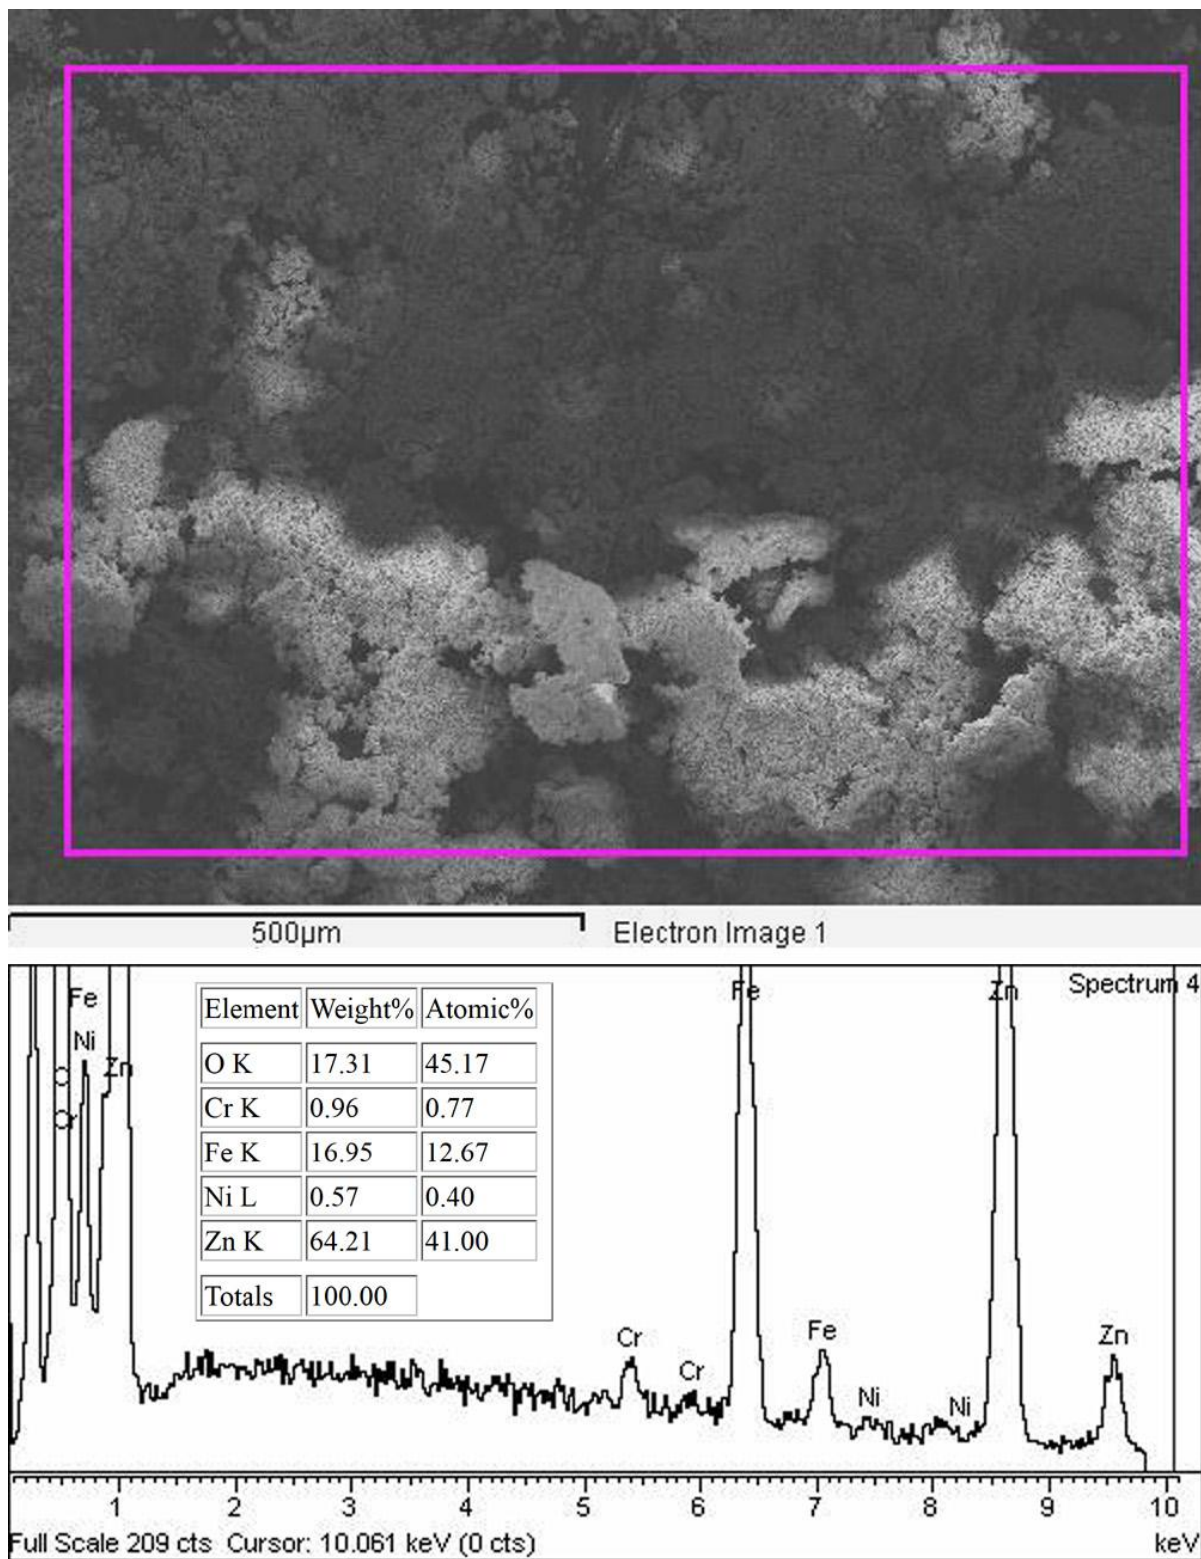 500µm Electron Image 1
Fe Spectrum 4
Fe Zn
Ni
Zn
O
Cr
Element Weight% Atomic%
O K 17.31 45.17
Cr K 0.96 0.77
Fe K 16.95 12.67
Ni L 0.57 0.40
Zn K 64.21 41.00
Totals 100.00
Cr Cr Fe Ni Ni Zn
1 2 3 4 5 6 7 8 9 10
Full Scale 209 cts Cursor: 10.061 keV (0 cts) keV